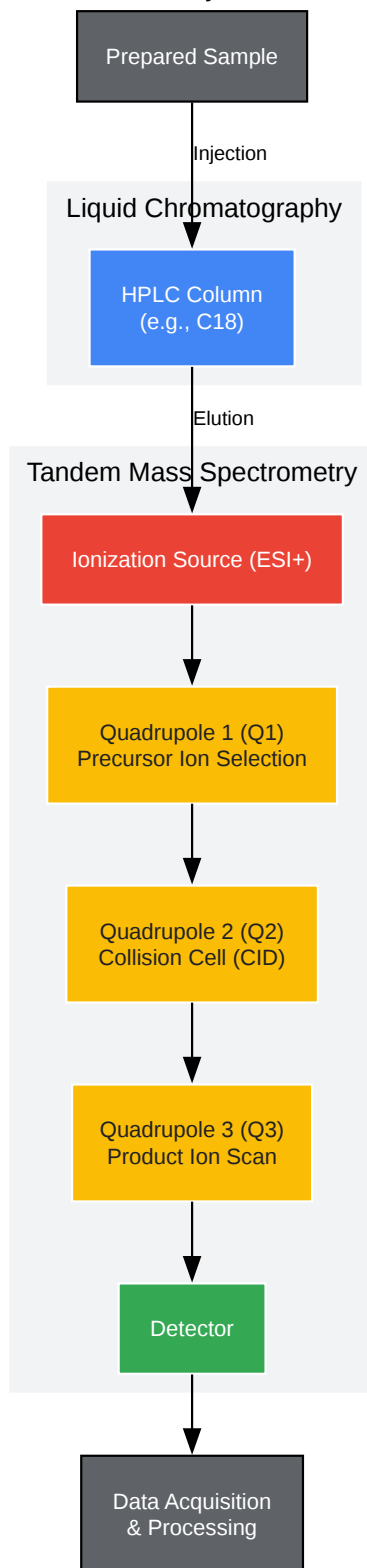 Prepared Sample
Injection
Liquid Chromatography
HPLC Column
(e.g., C18)
Elution
Tandem Mass Spectrometry
Ionization Source (ESI+)
Quadrupole 1 (Q1)
Precursor Ion Selection
Quadrupole 2 (Q2)
Collision Cell (CID)
Quadrupole 3 (Q3)
Product Ion Scan
Detector
Data Acquisition
& Processing